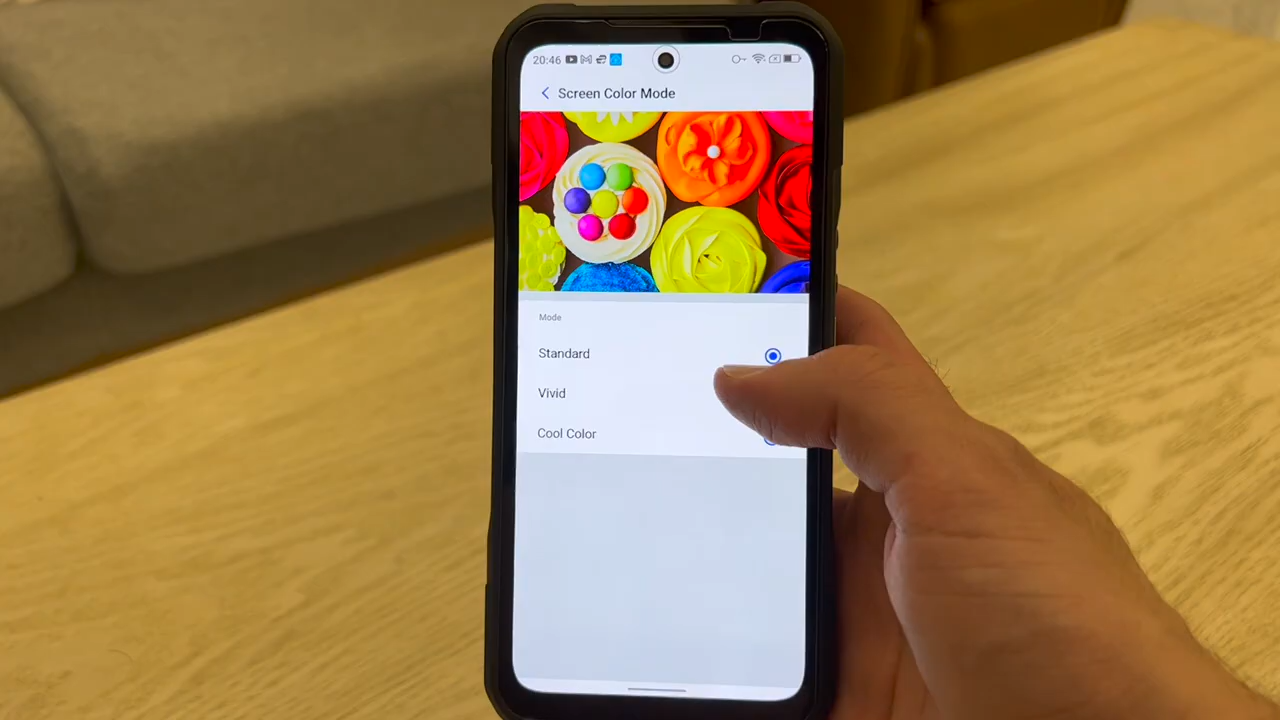 20:46
Screen Color Mode
Mode
Standard
Vivid
Cool Color